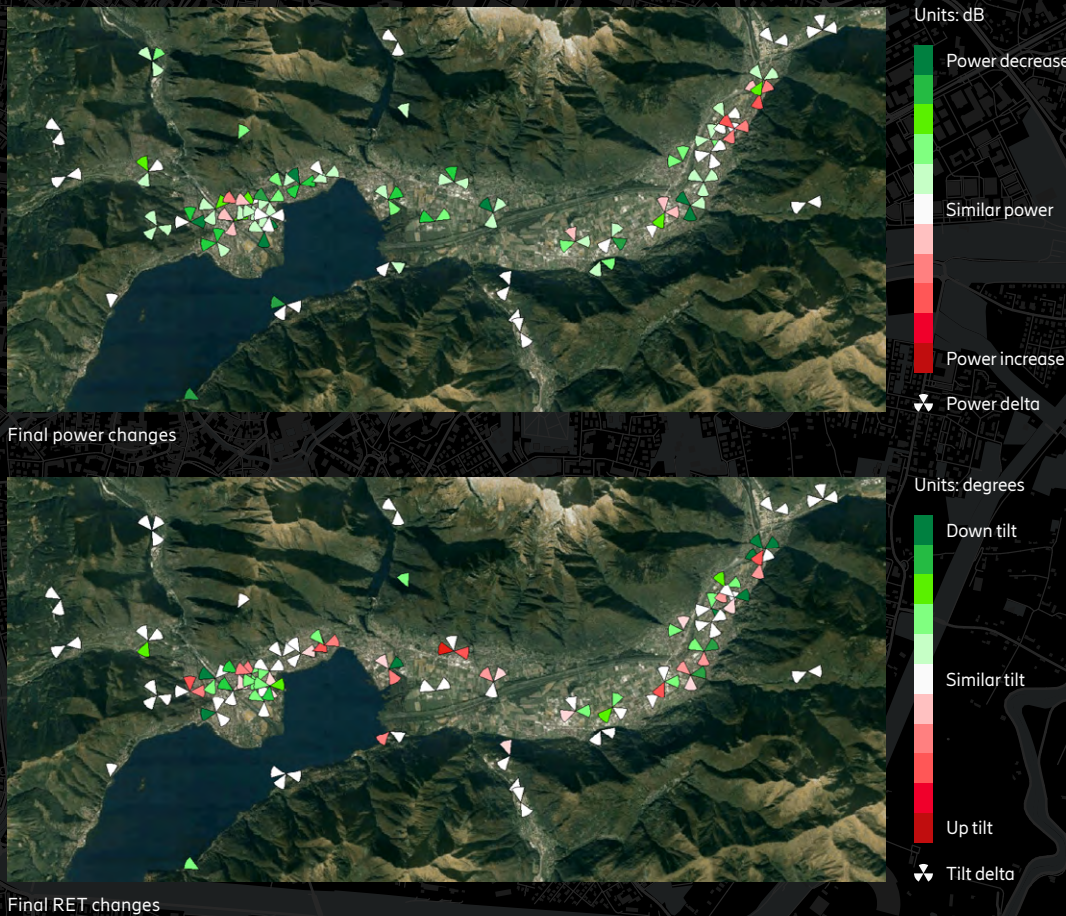 Units: dB
Power decrease
Similar power
Power increase
Power delta
Final power changes
Units: degrees
Down tilt
Similar tilt
Up tilt
Tilt delta
Final RET changes